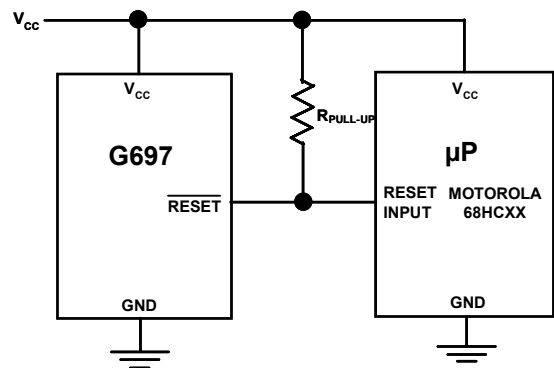 VCC
VCC
G697
RESET
GND
RPULL-UP
VCC
µP
RESET MOTOROLA
INPUT 68HCXX
GND